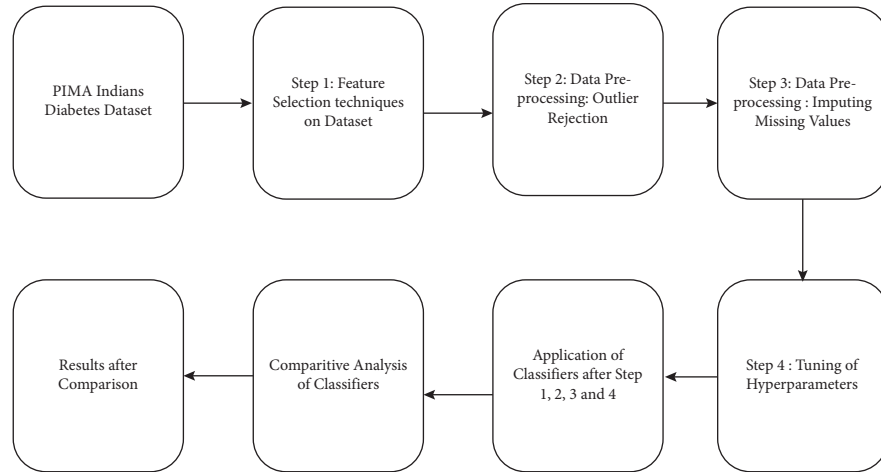 PIMA Indians
Diabetes Dataset
Step 1: Feature
Selection techniques
on Dataset
Step 2: Data Pre-
processing: Outlier
Rejection
Step 3: Data Pre-
processing : Imputing
Missing Values
Step 4 : Tuning of
Hyperparameters
Application of
Classifiers after Step
1, 2, 3 and 4
Comparitive Analysis
of Classifiers
Results after
Comparison